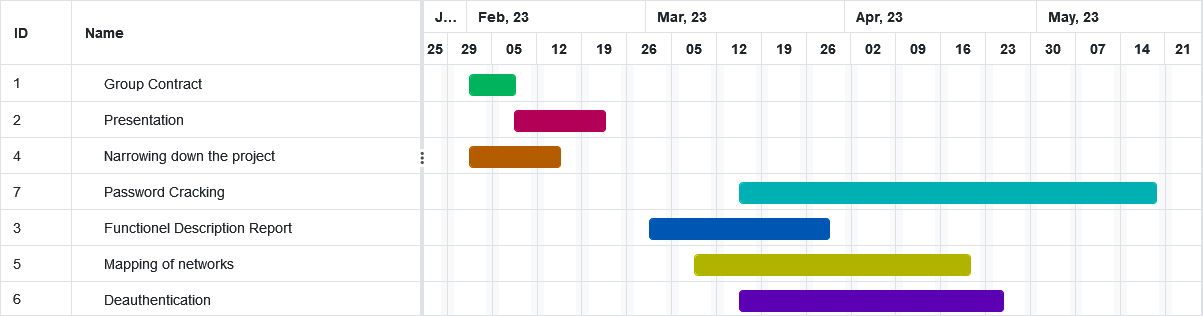 ID Name J... Feb, 23 Mar, 23 Apr, 23 May, 23
25 29 05 12 19 26 05 12 19 26 02 09 16 23 30 07 14 21
1 Group Contract
2 Presentation
4 Narrowing down the project
7 Password Cracking
3 Functionel Description Report
5 Mapping of networks
6 Deauthentication